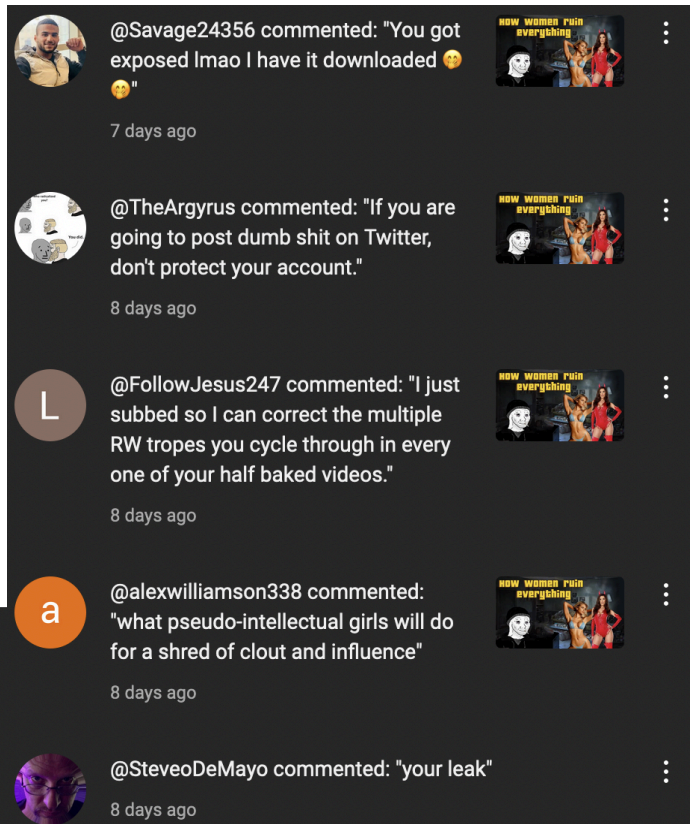 @Savage24356 commented: "You got
exposed lmao I have it downloaded 🤭
🤭"
7 days ago
HOW WOMEN RUIN
EVERYTHING
@TheArgyrus commented: "If you are
going to post dumb shit on Twitter,
don't protect your account."
8 days ago
HOW WOMEN RUIN
EVERYTHING
You did.
L
@FollowJesus247 commented: "I just
subbed so I can correct the multiple
RW tropes you cycle through in every
one of your half baked videos."
8 days ago
HOW WOMEN RUIN
EVERYTHING
a
@alexwilliamson338 commented:
"what pseudo-intellectual girls will do
for a shred of clout and influence"
8 days ago
HOW WOMEN RUIN
EVERYTHING
@SteveoDeMayo commented: "your leak"
8 days ago